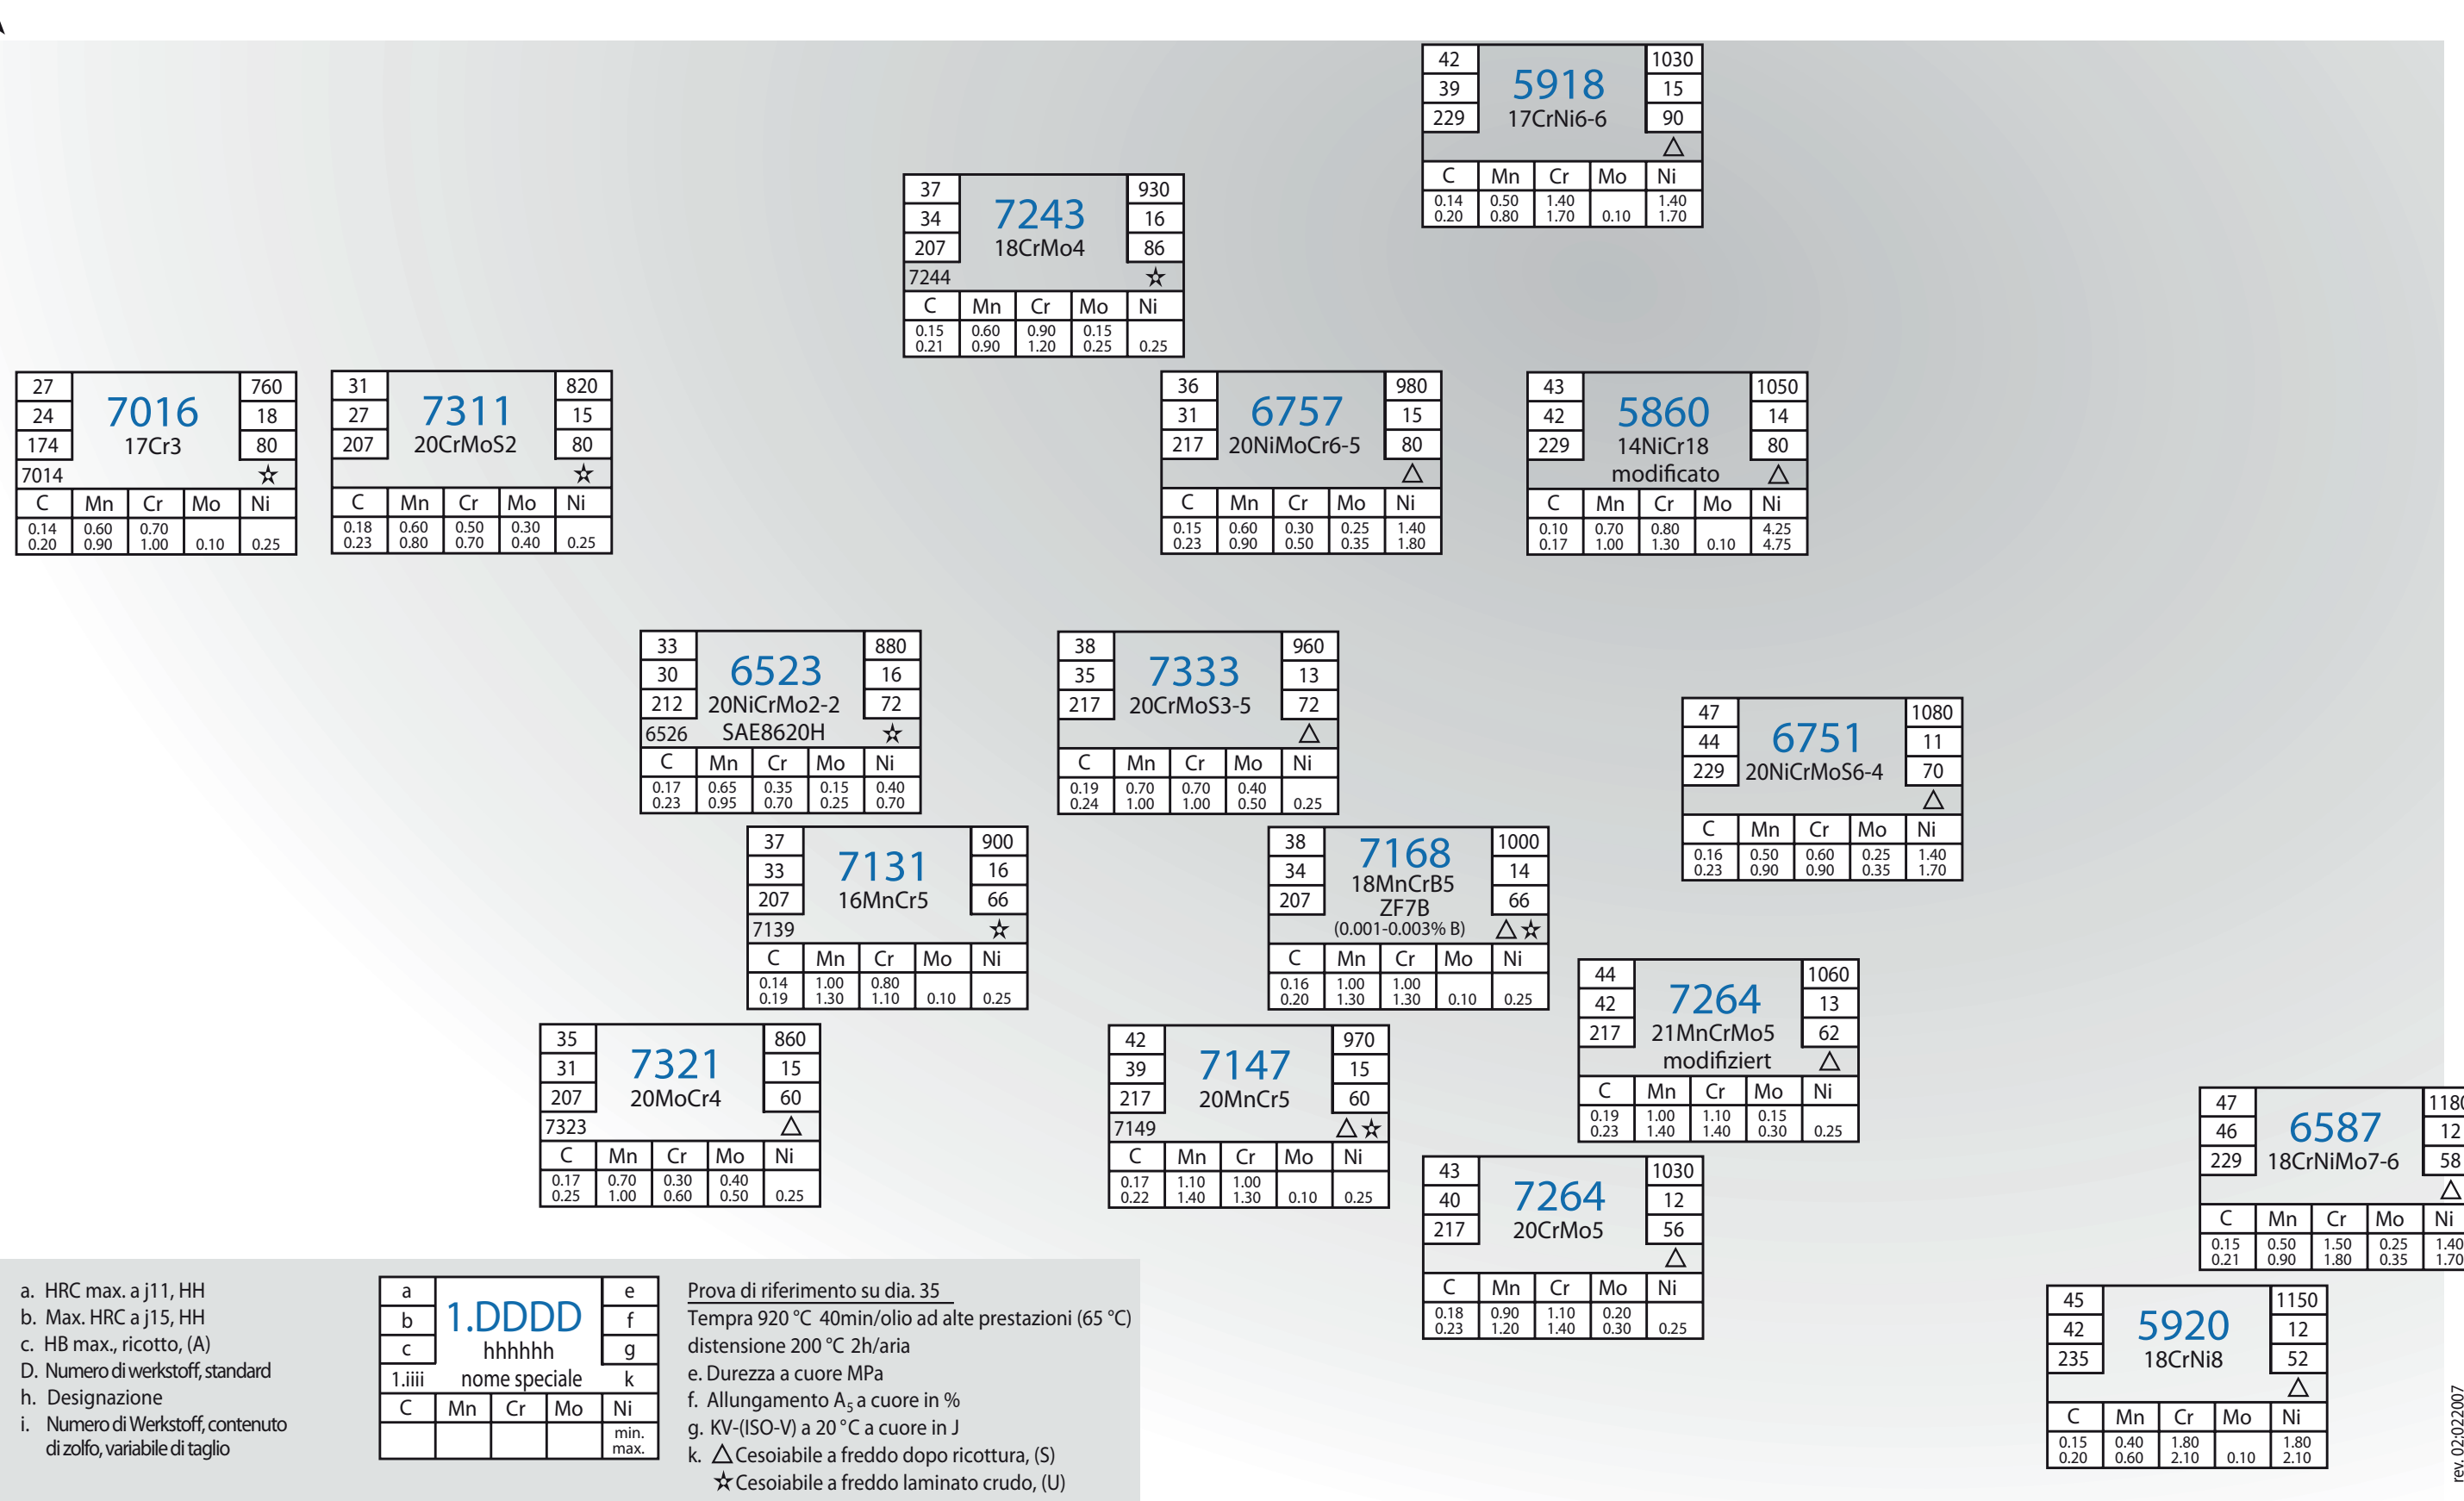 42 5918 1030
39 17CrNi6-6 15
229 90
△
C Mn Cr Mo Ni
0.14 0.50 1.40 1.40
0.20 0.80 1.70 0.10 1.70
37 7243 930
34 18CrMo4 16
207 86
7244 ☆
C Mn Cr Mo Ni
0.15 0.60 0.90 0.15
0.21 0.90 1.20 0.25 0.25
27 7016 760
24 17Cr3 18
174 80
7014 ☆
C Mn Cr Mo Ni
0.14 0.60 0.70
0.20 0.90 1.00 0.10 0.25
31 7311 820
27 20CrMoS2 15
207 80
☆
C Mn Cr Mo Ni
0.18 0.60 0.50 0.30
0.23 0.80 0.70 0.40 0.25
36 6757 980
31 20NiMoCr6-5 15
217 80
△
C Mn Cr Mo Ni
0.15 0.60 0.30 0.25 1.40
0.23 0.90 0.50 0.35 1.80
43 5860 1050
42 14NiCr18 14
229 80
modificato △
C Mn Cr Mo Ni
0.10 0.70 0.80 4.25
0.17 1.00 1.30 0.10 4.75
33 6523 880
30 20NiCrMo2-2 16
212 72
6526 SAE8620H ☆
C Mn Cr Mo Ni
0.17 0.65 0.35 0.15 0.40
0.23 0.95 0.70 0.25 0.70
38 7333 960
35 20CrMoS3-5 13
217 72
△
C Mn Cr Mo Ni
0.19 0.70 0.70 0.40
0.24 1.00 1.00 0.50 0.25
47 6751 1080
44 20NiCrMoS6-4 11
229 70
△
C Mn Cr Mo Ni
0.16 0.50 0.60 0.25 1.40
0.23 0.90 0.90 0.35 1.70
37 7131 900
33 16MnCr5 16
207 66
7139 ☆
C Mn Cr Mo Ni
0.14 1.00 0.80
0.19 1.30 1.10 0.10 0.25
38 7168 1000
34 18MnCrB5 14
207 ZF7B 66
(0.001-0.003% B) △☆
C Mn Cr Mo Ni
0.16 1.00 1.00
0.20 1.30 1.30 0.10 0.25
44 7264 1060
42 21MnCrMo5 13
217 62
modifiziert △
C Mn Cr Mo Ni
0.19 1.00 1.10 0.15
0.23 1.40 1.40 0.30 0.25
35 7321 860
31 20MoCr4 15
207 60
7323 △
C Mn Cr Mo Ni
0.17 0.70 0.30 0.40
0.25 1.00 0.60 0.50 0.25
42 7147 970
39 20MnCr5 15
217 60
7149 △☆
C Mn Cr Mo Ni
0.17 1.10 1.00
0.22 1.40 1.30 0.10 0.25
47 6587 1180
46 18CrNiMo7-6 12
229 58
△
C Mn Cr Mo Ni
0.15 0.50 1.50 0.25 1.40
0.21 0.90 1.80 0.35 1.70
43 7264 1030
40 20CrMo5 12
217 56
△
C Mn Cr Mo Ni
0.18 0.90 1.10 0.20
0.23 1.20 1.40 0.30 0.25
45 5920 1150
42 18CrNi8 12
235 52
△
C Mn Cr Mo Ni
0.15 0.40 1.80 1.80
0.20 0.60 2.10 0.10 2.10
a. HRC max. a j11, HH
b. Max. HRC a j15, HH
c. HB max., ricotto, (A)
D. Numero di werkstoff, standard
h. Designazione
i. Numero di Werkstoff, contenuto
di zolfo, variabile di taglio
a 1.DDDD e
b hhhhhh f
c g
1.iiii nome speciale k
C Mn Cr Mo Ni
min.
max.
Prova di riferimento su dia. 35
Tempra 920 °C 40min/olio ad alte prestazioni (65 °C)
distensione 200 °C 2h/aria
e. Durezza a cuore MPa
f. Allungamento A5 a cuore in %
g. KV-(ISO-V) a 20 °C a cuore in J
k. △ Cesoiabile a freddo dopo ricottura, (S)
☆ Cesoiabile a freddo laminato crudo, (U)
rev. 02;022007